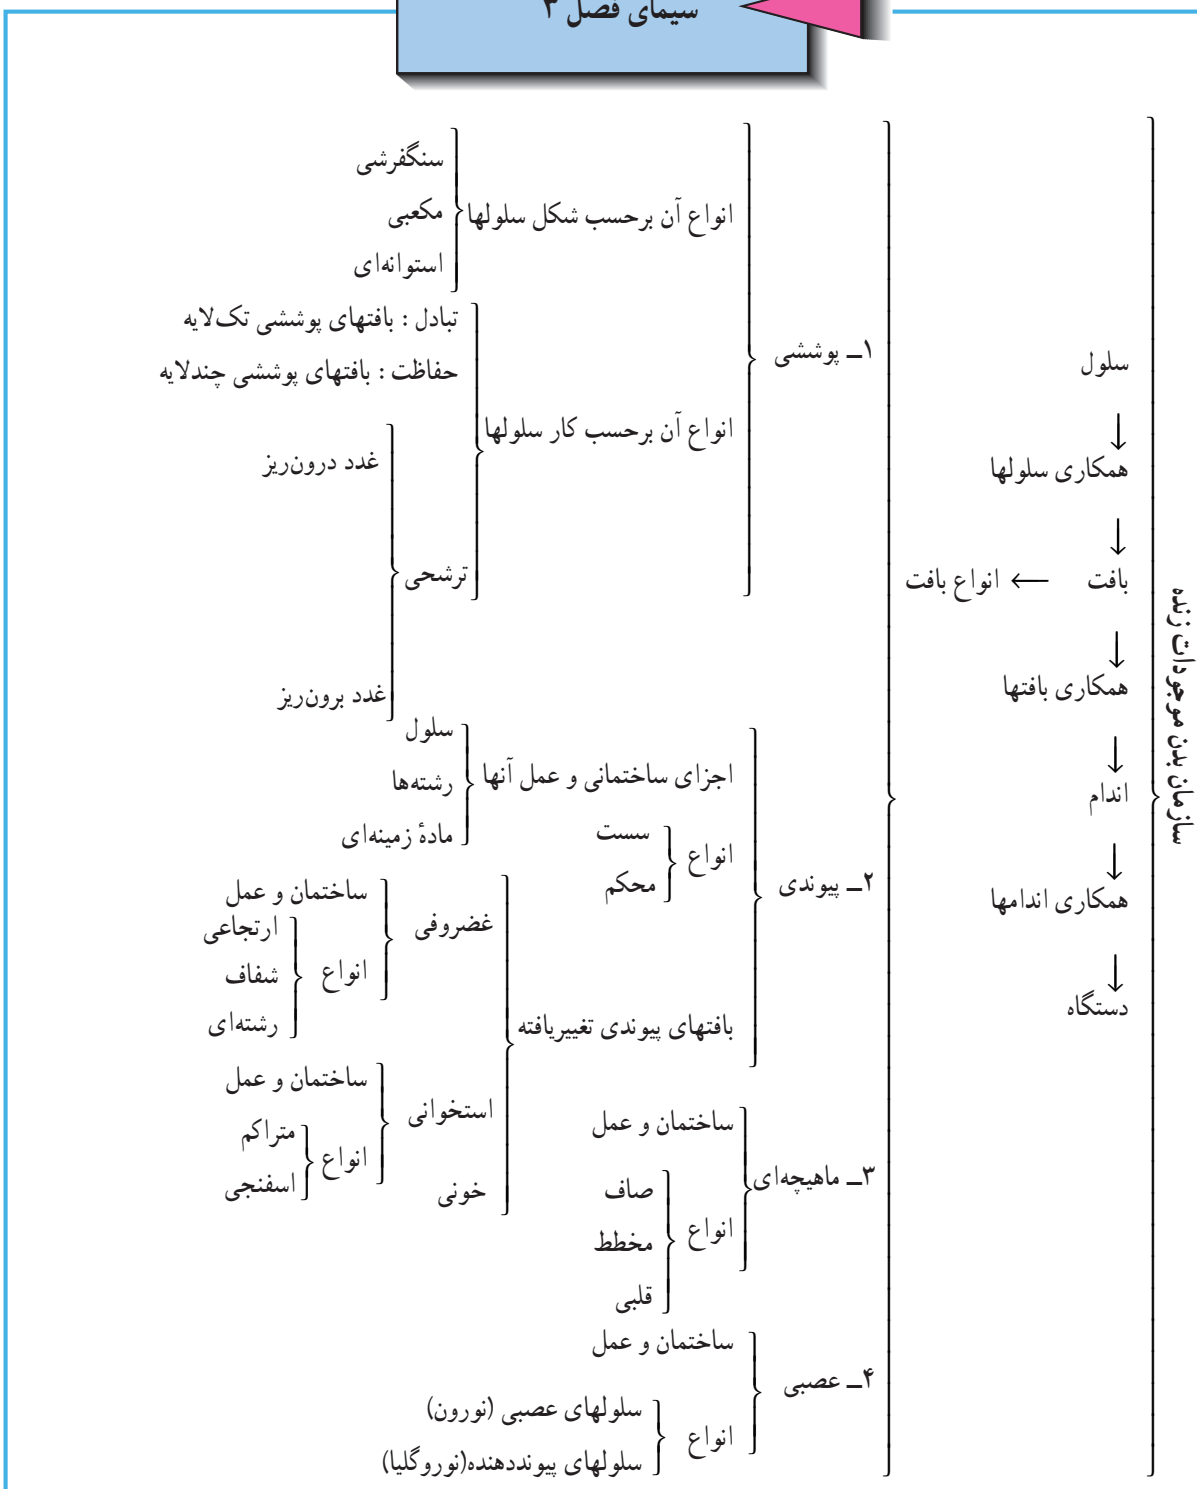 سیمای فصل ۳
سازمان بدن موجودات زنده
سلول
↓
همکاری سلولها
↓
بافت ← انواع بافت
↓
همکاری بافتها
↓
اندام
↓
همکاری اندامها
↓
دستگاه
۱ــ پوششی
انواع آن برحسب شکل سلولها
سنگفرشی
مکعبی
استوانه‌ای
انواع آن برحسب کار سلولها
تبادل : بافتهای پوششی تک‌لایه
حفاظت : بافتهای پوششی چندلایه
ترشحی
غدد درون‌ریز
غدد برون‌ریز
۲ــ پیوندی
اجزای ساختمانی و عمل آنها
سلول
رشته‌ها
مادهٔ زمینه‌ای
انواع
سست
محکم
بافتهای پیوندی تغییریافته
غضروفی
ساختمان و عمل
انواع
ارتجاعی
شفاف
رشته‌ای
استخوانی
ساختمان و عمل
انواع
متراکم
اسفنجی
خونی
۳ــ ماهیچه‌ای
ساختمان و عمل
انواع
صاف
مخطط
قلبی
۴ــ عصبی
ساختمان و عمل
انواع
سلولهای عصبی (نورون)
سلولهای پیونددهنده(نوروگلیا)